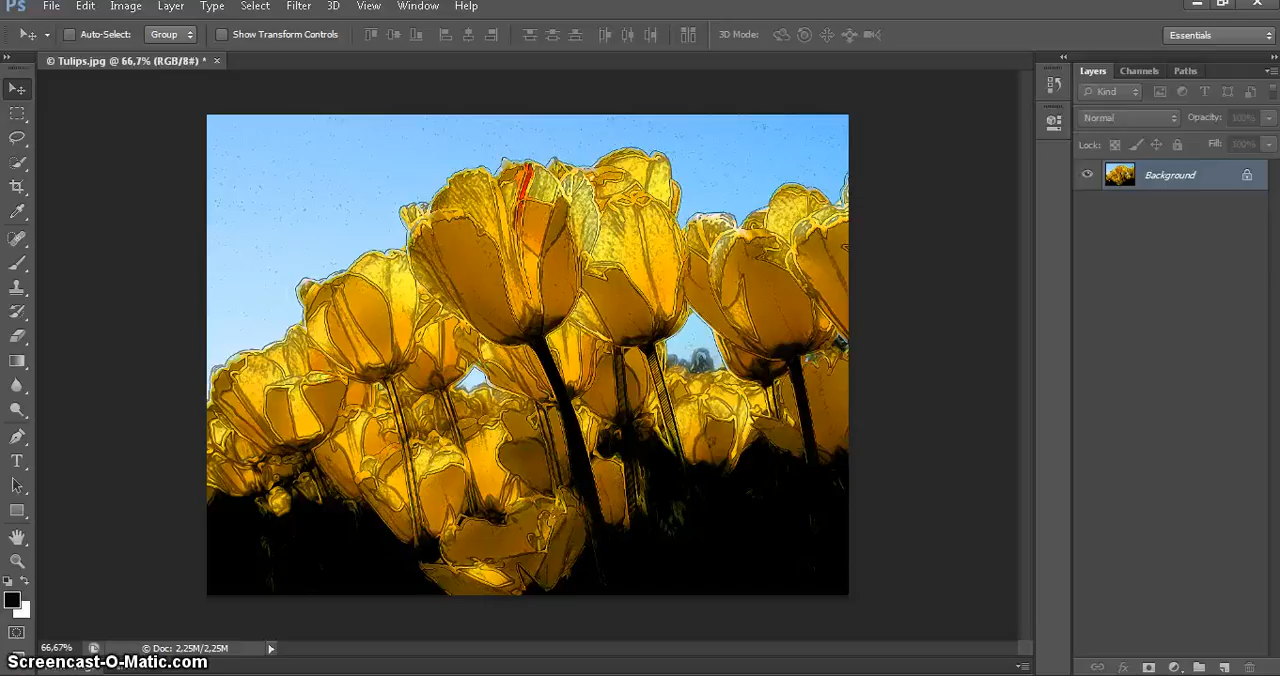 Ps File Edit Image Layer Type Select Filter 3D View Window Help
Auto-Select: Group Show Transform Controls 3D Mode: Essentials
© Tulips.jpg @ 66,7% (RGB/8#) * ×
Layers Channels Paths
Kind
Normal Opacity: 100%
Lock: Fill: 100%
Background
66,67% © Doc: 2,25M/2,25M
Screencast-O-Matic.com